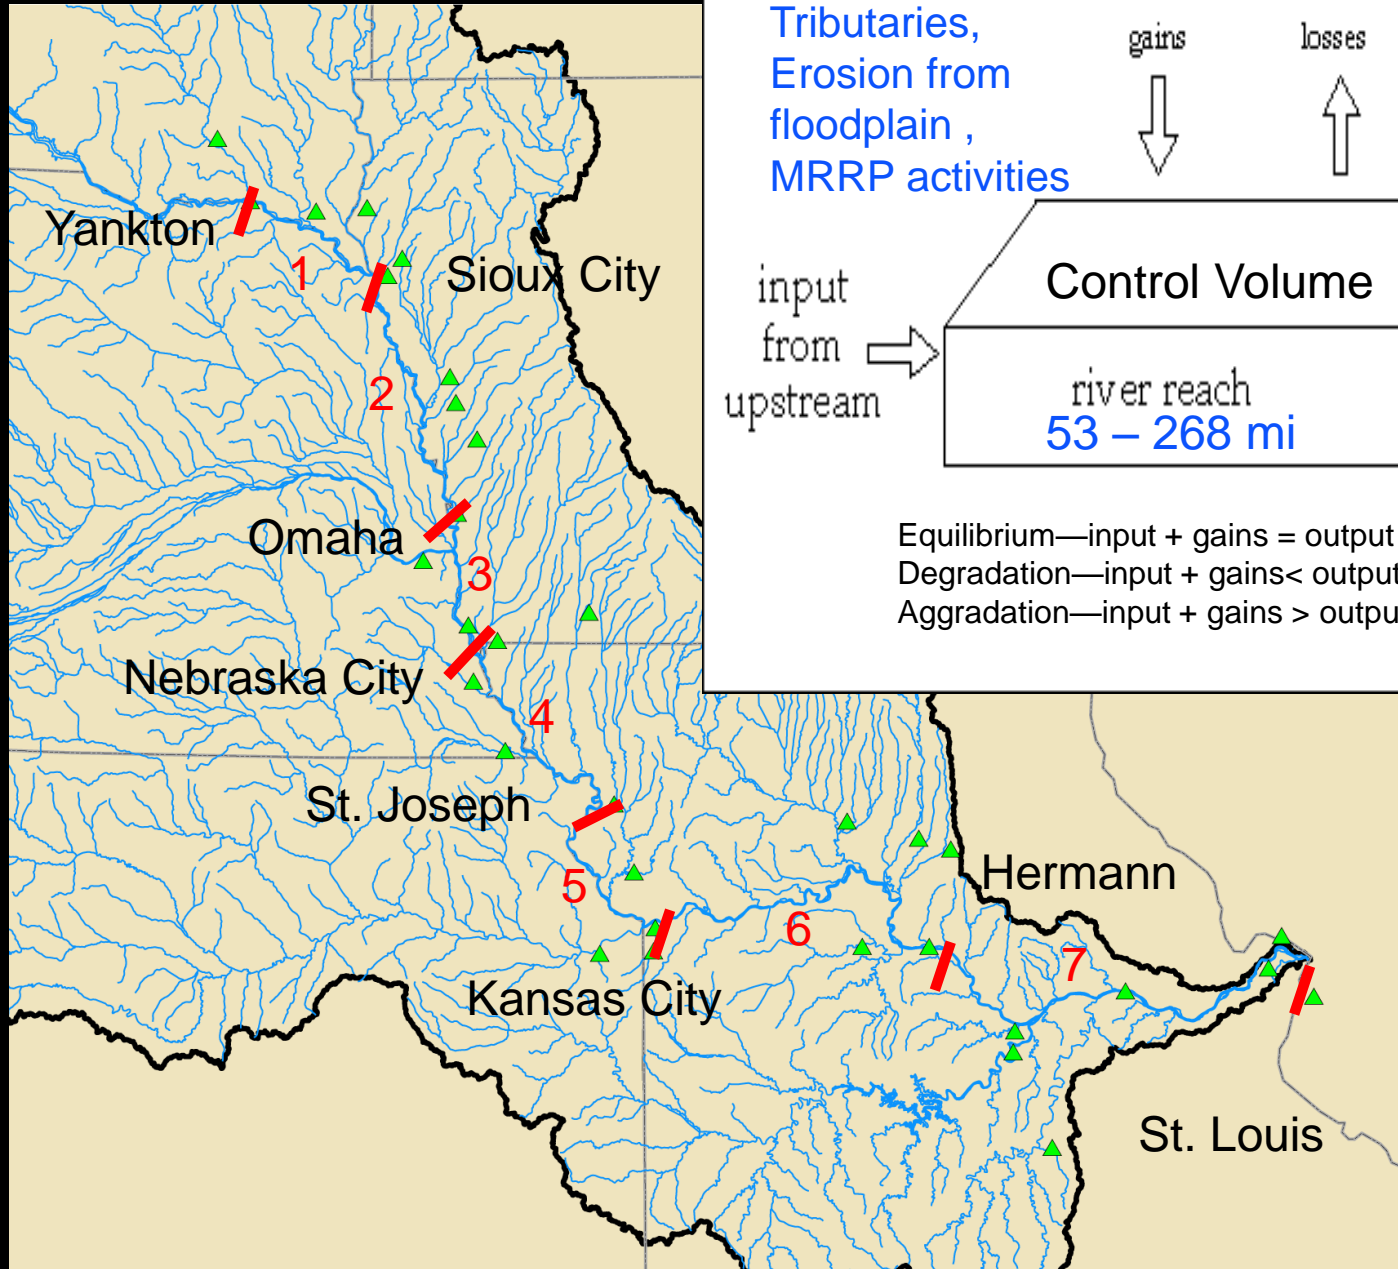 Tributaries,
Erosion from
floodplain ,
MRRP activities
gains
losses
input
from
upstream
Control Volume
river reach
53 – 268 mi
Equilibrium—input + gains = output
Degradation—input + gains< output
Aggradation—input + gains > outpu
Yankton
1
Sioux City
2
Omaha
3
Nebraska City
4
St. Joseph
5
Kansas City
6
Hermann
7
St. Louis